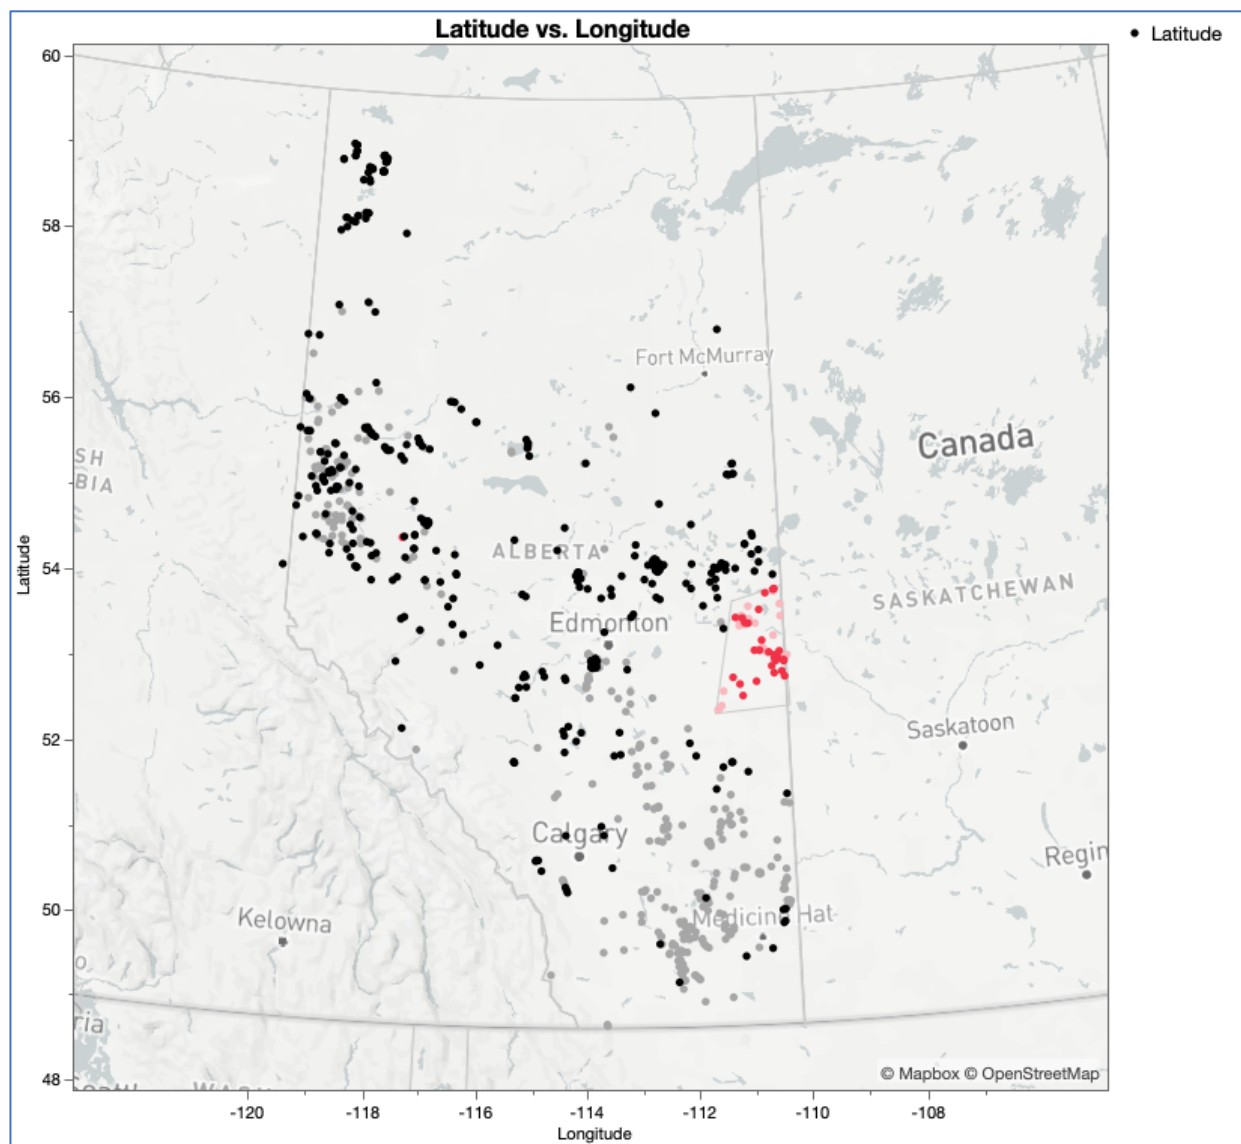 Latitude vs. Longitude
Latitude
60
58
56
54
52
50
48
Latitude
Fort McMurray
Canada
SH
BIA
ALBERTA
SASKATCHEWAN
Edmonton
Saskatoon
Calgary
Regin
Kelowna
Medicine Hat
ria
© Mapbox © OpenStreetMap
-120
-118
-116
-114
-112
-110
-108
Longitude